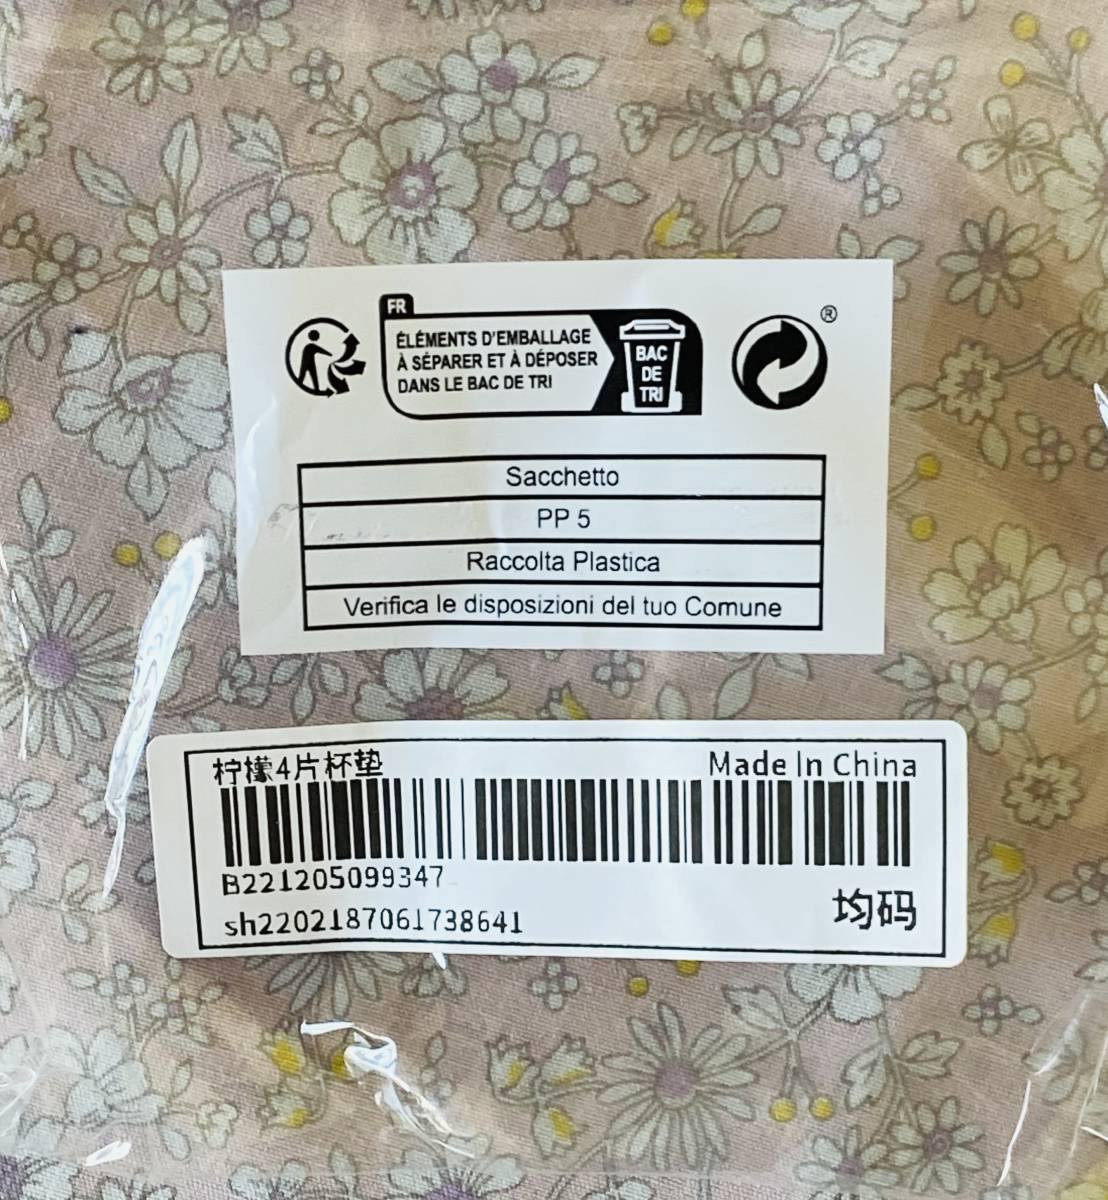 FR
ÉLÉMENTS D'EMBALLAGE
À SÉPARER ET À DÉPOSER
DANS LE BAC DE TRI
BAC
DE
TRI
®
Sacchetto
PP 5
Raccolta Plastica
Verifica le disposizioni del tuo Comune
柠檬4片杯垫
Made In China
B221205099347
sh2202187061738641
均码